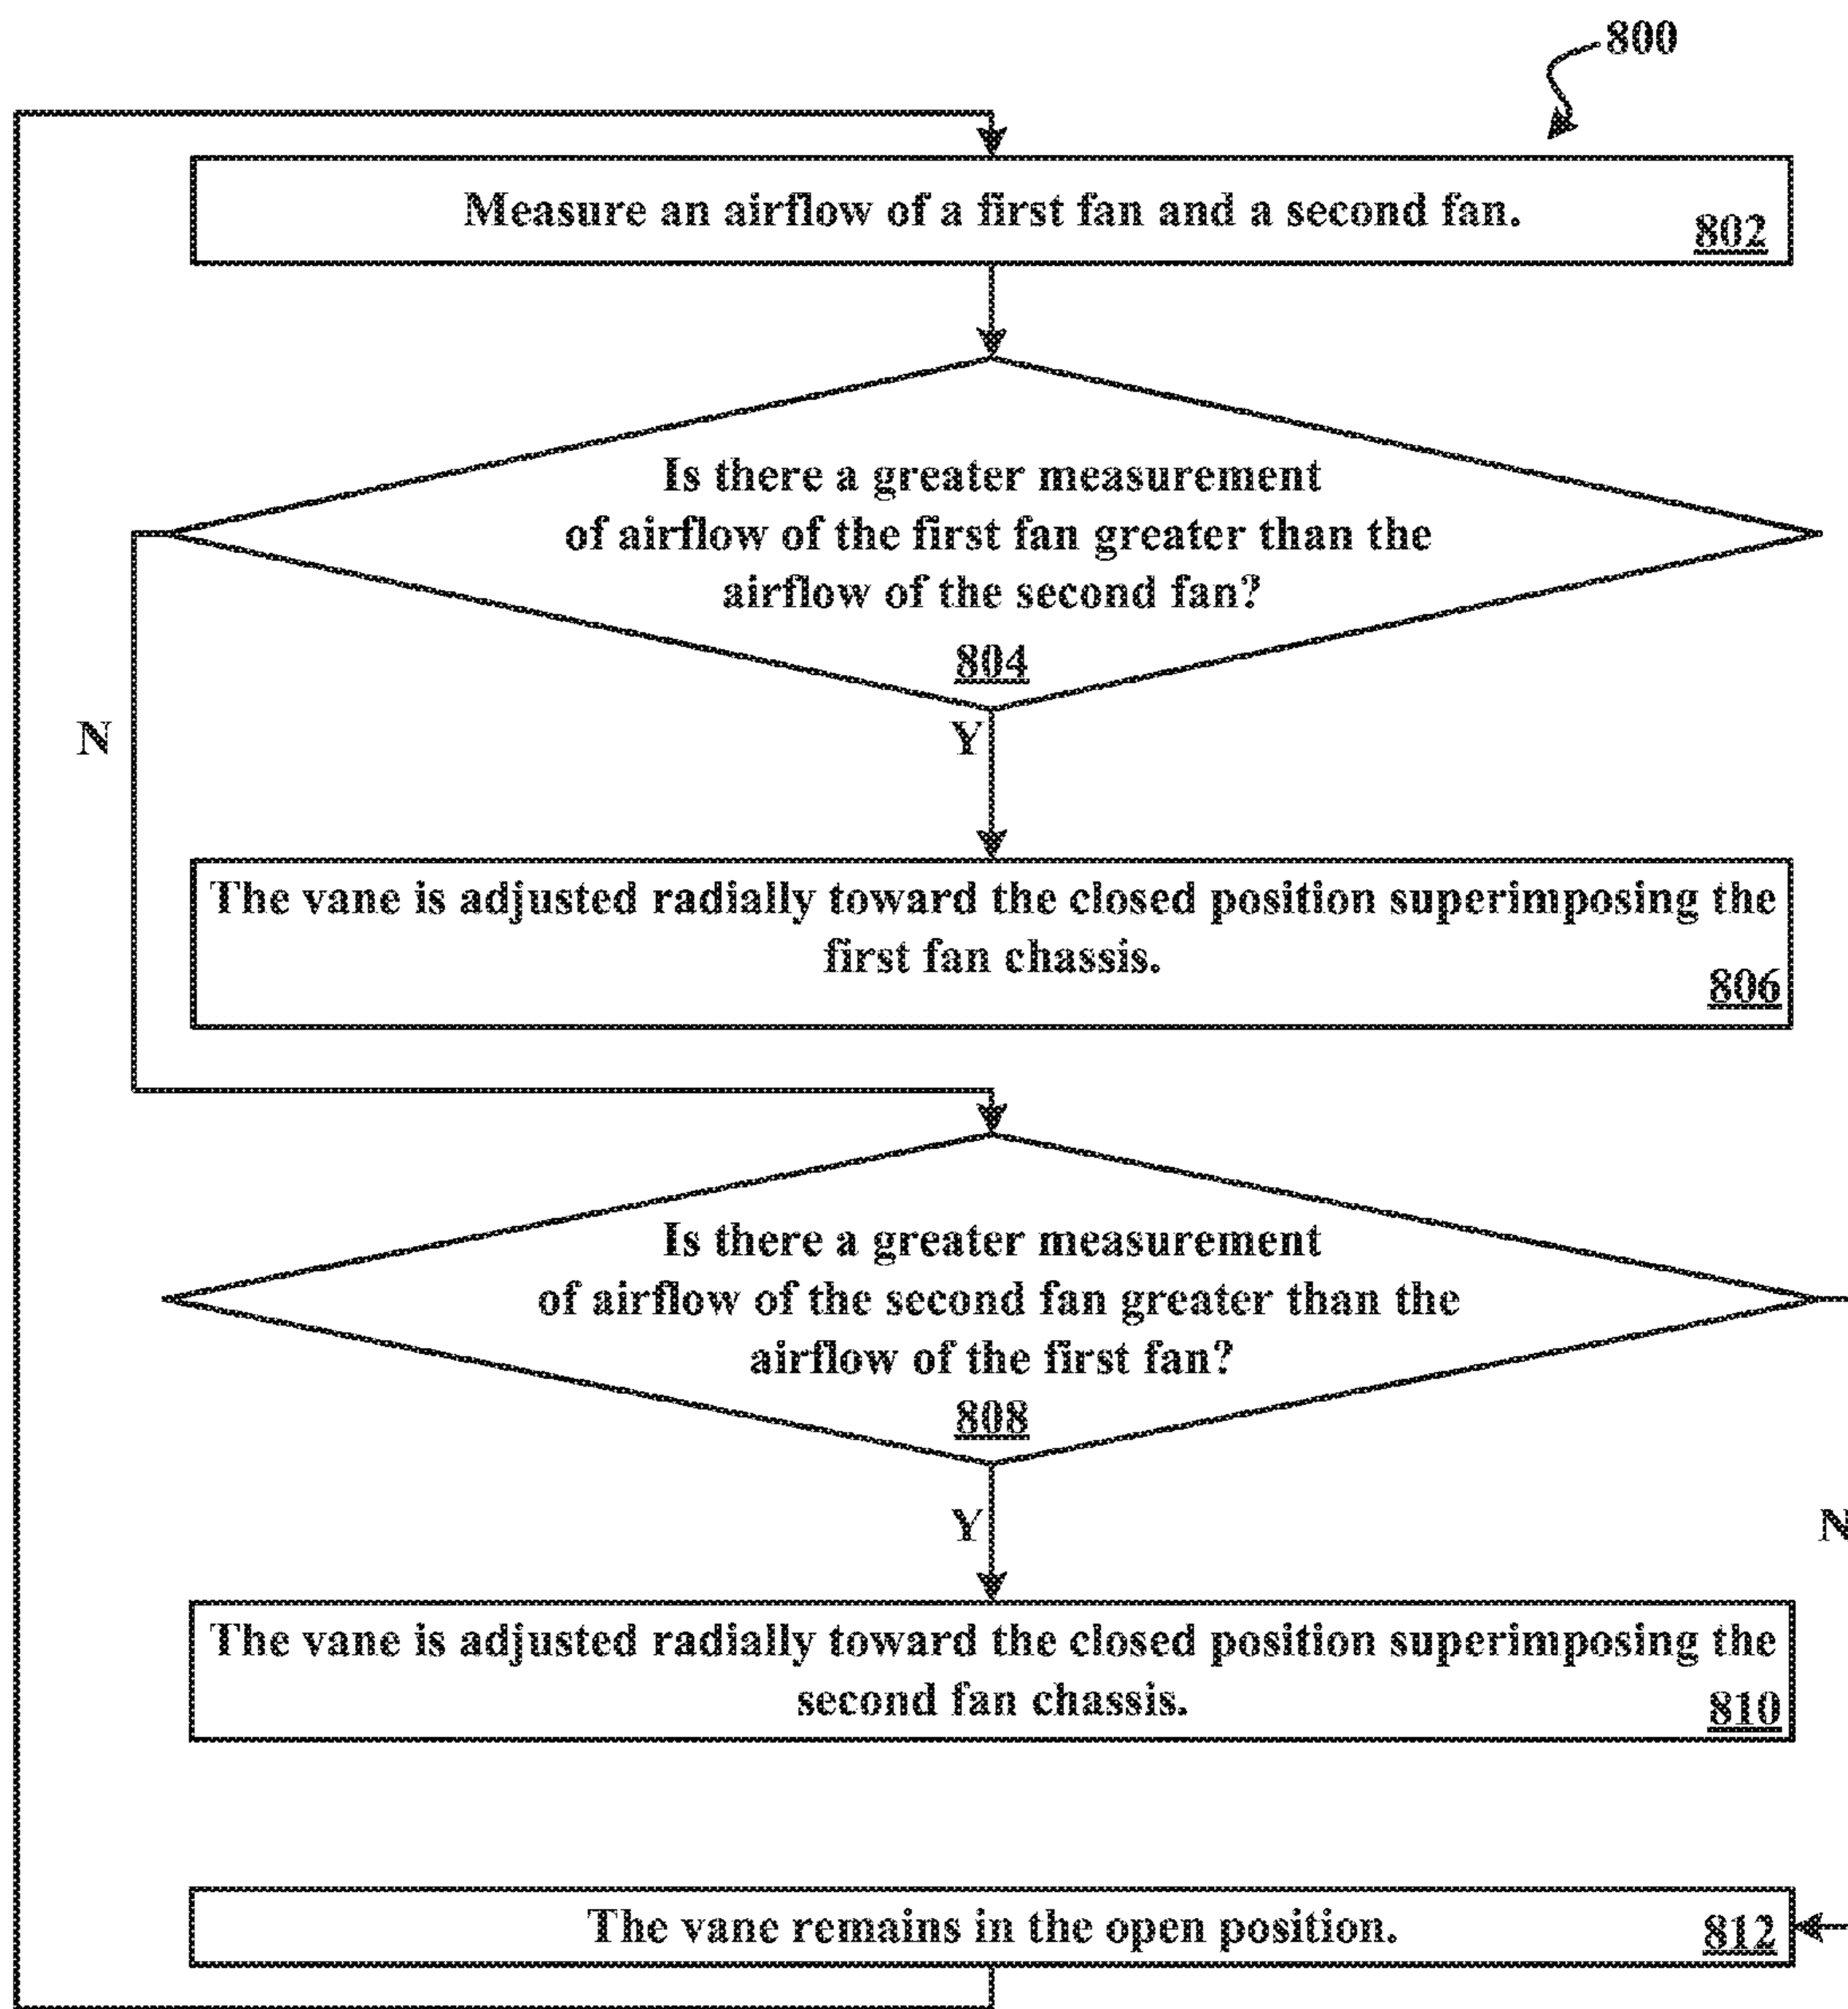 800
Measure an airflow of a first fan and a second fan.
802
Is there a greater measurement
of airflow of the first fan greater than the
airflow of the second fan?
804
N
Y
The vane is adjusted radially toward the closed position superimposing the
first fan chassis.
806
Is there a greater measurement
of airflow of the second fan greater than the
airflow of the first fan?
808
Y
N
The vane is adjusted radially toward the closed position superimposing the
second fan chassis.
810
The vane remains in the open position.
812